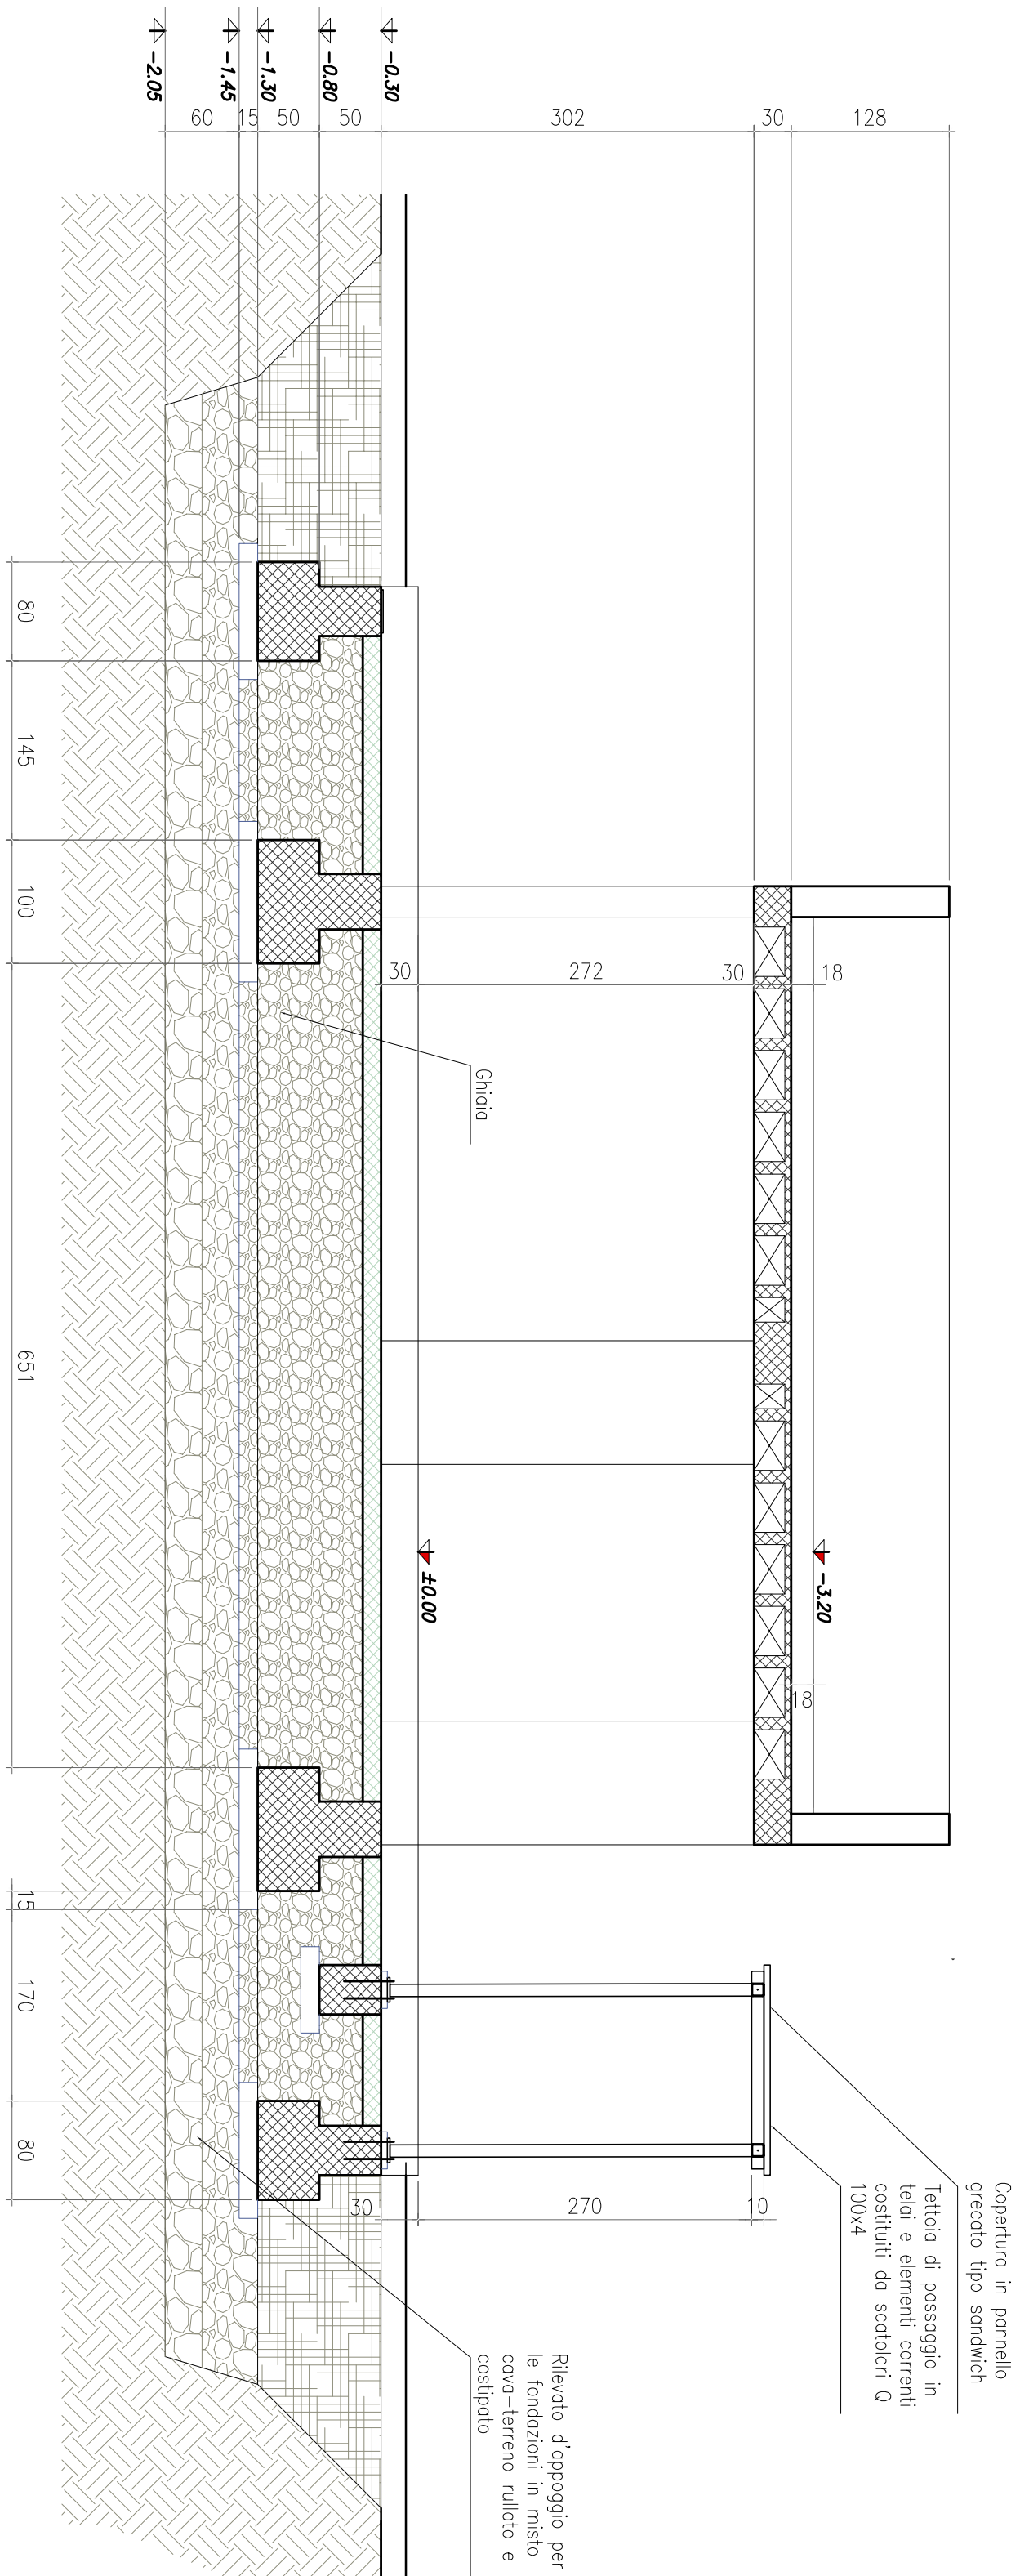 128
30
302
50
50
15
60
-0.30
-0.80
-1.30
-1.45
-2.05
18
30
272
30
-3.20
18
±0.00
Ghiaia
Copertura in pannello
grecato tipo sandwich
Tettoia di passaggio in
telai e elementi correnti
costituiti da scatolari Q
100x4
10
270
30
Rilevato d'appoggio per
le fondazioni in misto
cava-terreno rullato e
costipato
80
145
100
651
15
170
80